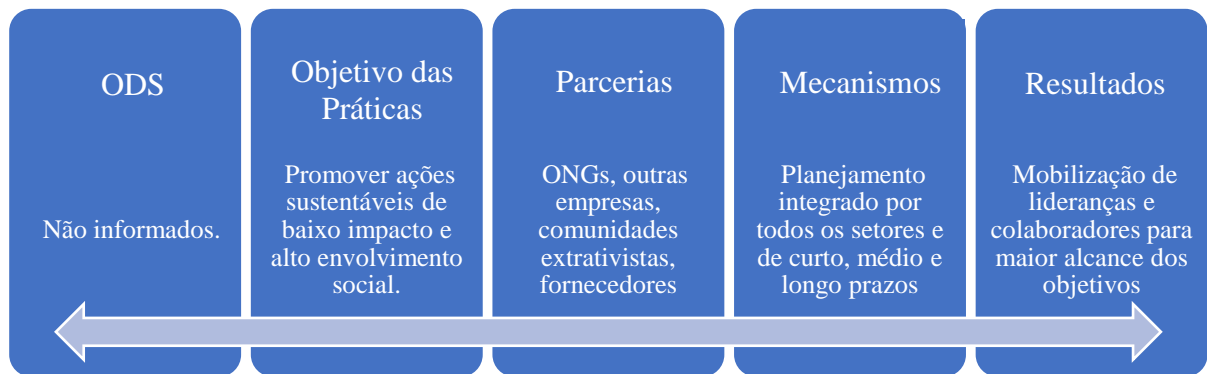 ODS
Não informados.
Objetivo das
Práticas
Promover ações
sustentáveis de
baixo impacto e
alto envolvimento
social.
Parcerias
ONGs, outras
empresas,
comunidades
extrativistas,
fornecedores
Mecanismos
Planejamento
integrado por
todos os setores e
de curto, médio e
longo prazos
Resultados
Mobilização de
lideranças e
colaboradores para
maior alcance dos
objetivos